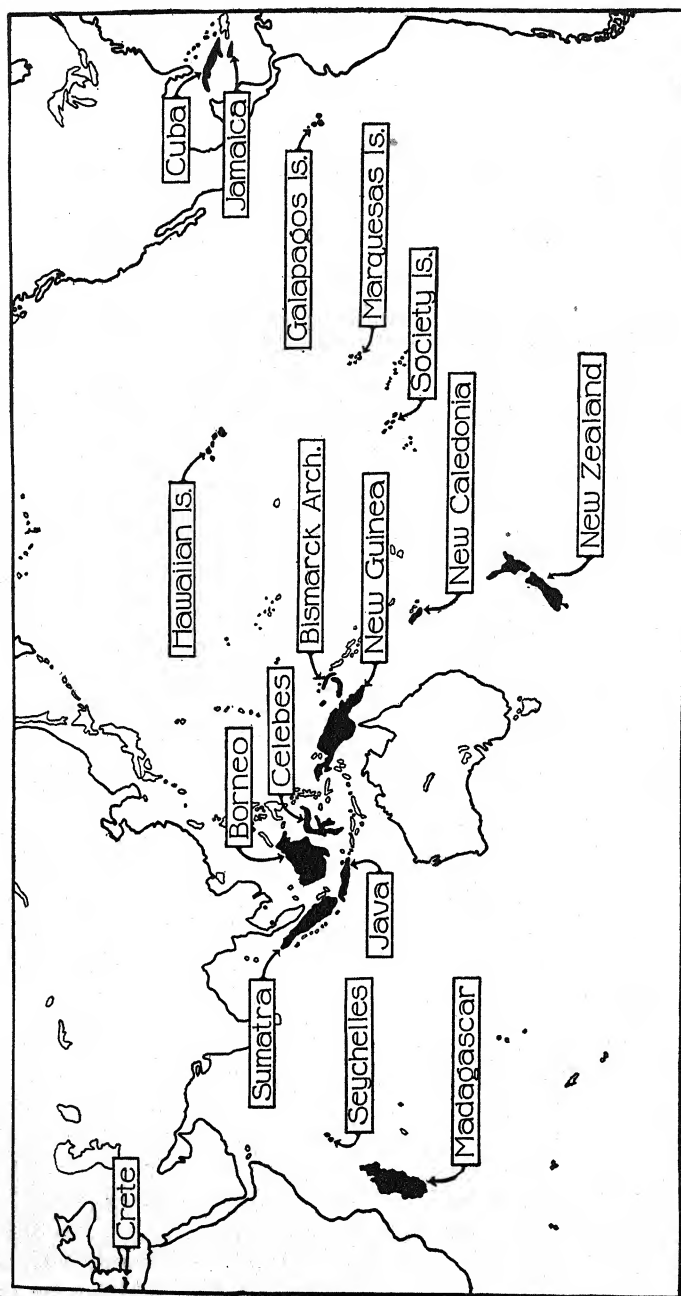 Crete
Cuba
Jamaica
Hawaiian Is.
Galapagos Is.
Marquesas Is.
Society Is.
Bismarck Arch.
New Guinea
New Caledonia
New Zealand
Borneo
Celebes
Sumatra
Java
Seychelles
Madagascar